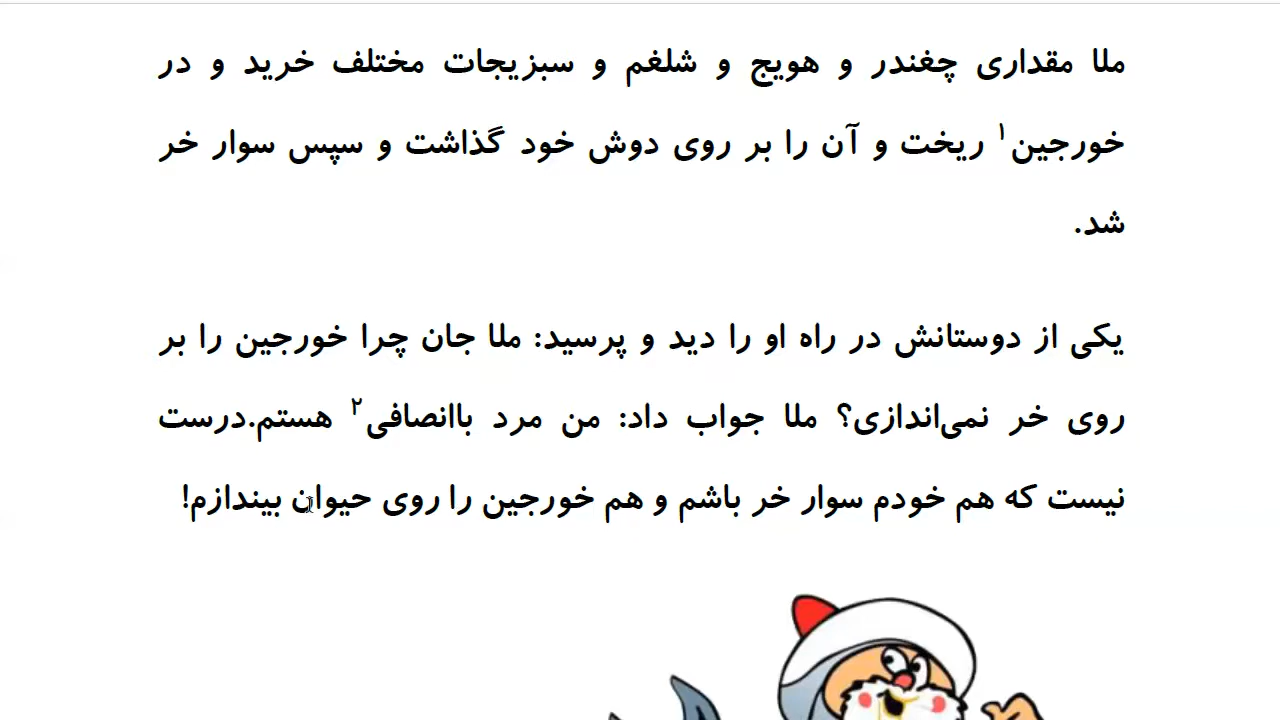 ملا مقداری چغندر و هویج و شلغم و سبزیجات مختلف خرید و در
خورجین۱ ریخت و آن را بر روی دوش خود گذاشت و سپس سوار خر
شد.
یکی از دوستانش در راه او را دید و پرسید: ملا جان چرا خورجین را بر
روی خر نمی‌اندازی؟ ملا جواب داد: من مرد باانصافی۲ هستم.درست
نیست که هم خودم سوار خر باشم و هم خورجین را روی حیوان بیندازم!